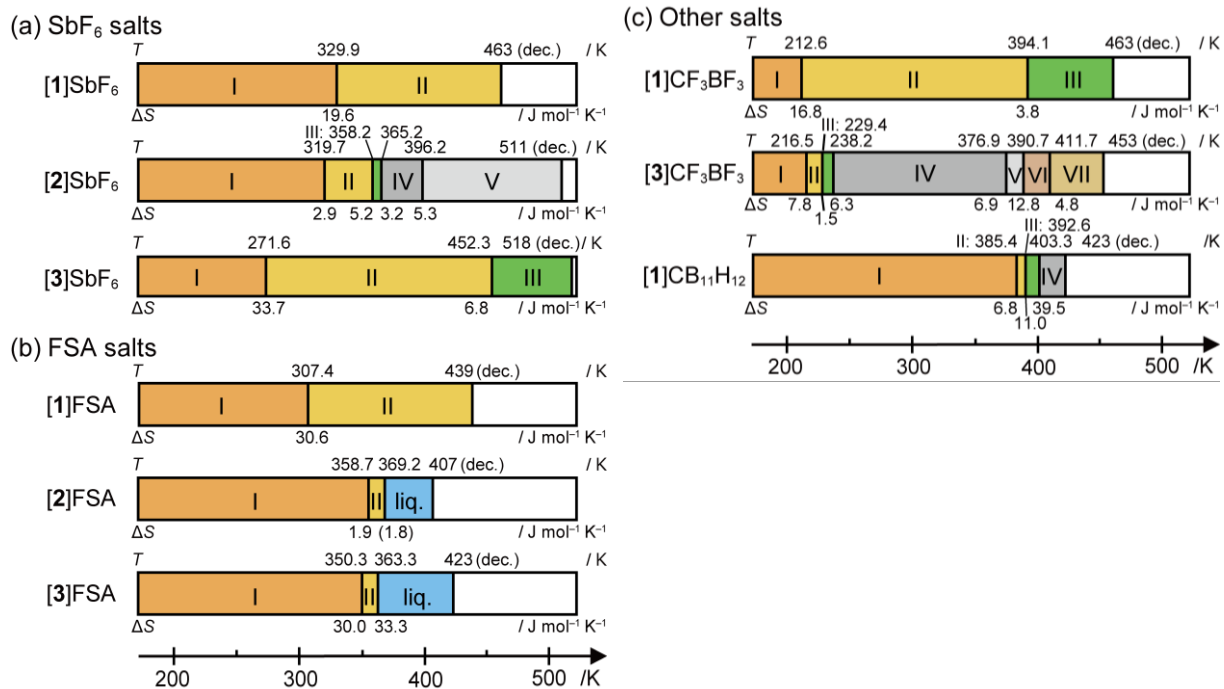 (a) SbF₆ salts
T 329.9 463 (dec.) / K
[1]SbF₆ I II
ΔS 19.6 / J mol⁻¹ K⁻¹
III: 358.2 365.2
T 319.7 396.2 511 (dec.) / K
[2]SbF₆ I II IV V
ΔS 2.9 5.2 3.2 5.3 / J mol⁻¹ K⁻¹
T 271.6 452.3 518 (dec.) / K
[3]SbF₆ I II III
ΔS 33.7 6.8 / J mol⁻¹ K⁻¹
(b) FSA salts
T 307.4 439 (dec.) / K
[1]FSA I II
ΔS 30.6 / J mol⁻¹ K⁻¹
T 358.7 369.2 407 (dec.) / K
[2]FSA I II liq.
ΔS 1.9 (1.8) / J mol⁻¹ K⁻¹
T 350.3 363.3 423 (dec.) / K
[3]FSA I II liq.
ΔS 30.0 33.3 / J mol⁻¹ K⁻¹
200 300 400 500 /K
(c) Other salts
T 212.6 394.1 463 (dec.) / K
[1]CF₃BF₃ I II III
ΔS 16.8 3.8 / J mol⁻¹ K⁻¹
III: 229.4
T 216.5 238.2 376.9 390.7 411.7 453 (dec.) / K
[3]CF₃BF₃ I II IV V VI VII
ΔS 7.8 6.3 6.9 12.8 4.8 / J mol⁻¹ K⁻¹
1.5
III: 392.6
T II: 385.4 403.3 423 (dec.) /K
[1]CB₁₁H₁₂ I IV
ΔS 6.8 39.5 / J mol⁻¹ K⁻¹
11.0
200 300 400 500 /K